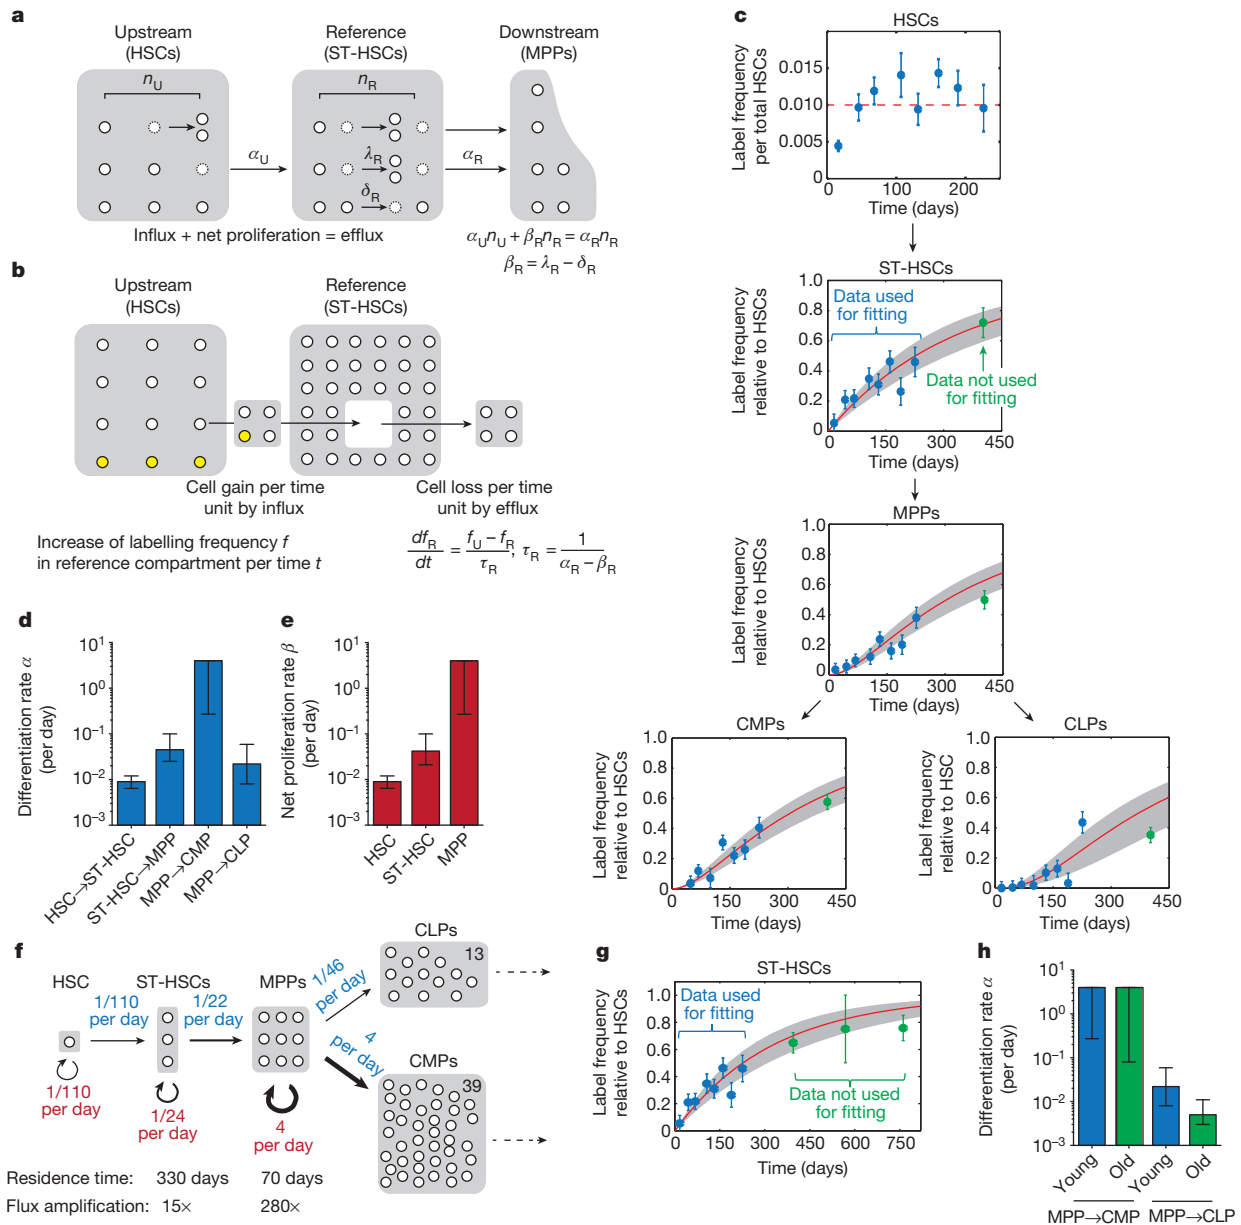 a
Upstream
(HSCs)
Reference
(ST-HSCs)
Downstream
(MPPs)
nU
nR
αU
λR
δR
αR
Influx + net proliferation = efflux
αUnU + βRnR = αRnR
βR = λR − δR
b
Upstream
(HSCs)
Reference
(ST-HSCs)
Cell gain per time
unit by influx
Cell loss per time
unit by efflux
Increase of labelling frequency f
in reference compartment per time t
dfR/dt = (fU − fR)/τR, τR = 1/(αR − βR)
c
HSCs
Label frequency
per total HSCs
0.015
0.010
0.005
0
0 100 200
Time (days)
ST-HSCs
Label frequency
relative to HSCs
1.0
0.8
0.6
0.4
0.2
0
Data used
for fitting
Data not used
for fitting
0 150 300 450
Time (days)
MPPs
Label frequency
relative to HSCs
1.0
0.8
0.6
0.4
0.2
0
0 150 300 450
Time (days)
CMPs
Label frequency
relative to HSCs
1.0
0.8
0.6
0.4
0.2
0
0 150 300 450
Time (days)
CLPs
Label frequency
relative to HSC
1.0
0.8
0.6
0.4
0.2
0
0 150 300 450
Time (days)
d
Differentiation rate α
(per day)
10^1
10^0
10^−1
10^−2
10^−3
HSC→ST-HSC
ST-HSC→MPP
MPP→CMP
MPP→CLP
e
Net proliferation rate β
(per day)
10^1
10^0
10^−1
10^−2
10^−3
HSC
ST-HSC
MPP
f
HSC
ST-HSCs
MPPs
CLPs
13
CMPs
39
1/110
per day
1/22
per day
1/46
per day
4
per day
1/110
per day
1/24
per day
4
per day
Residence time: 330 days 70 days
Flux amplification: 15× 280×
g
ST-HSCs
Label frequency
relative to HSCs
1.0
0.8
0.6
0.4
0.2
0
Data used
for fitting
Data not used
for fitting
0 150 300 450 600 750
Time (days)
h
Differentiation rate α
(per day)
10^1
10^0
10^−1
10^−2
10^−3
Young
Old
Young
Old
MPP→CMP
MPP→CLP